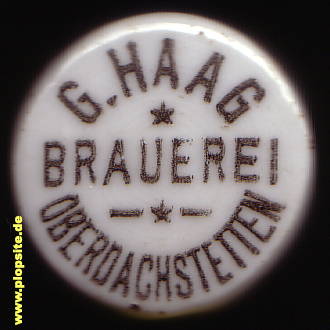 G. HAAG
BRAUEREI
OBERDACHSTETTEN
www.plopsite.de